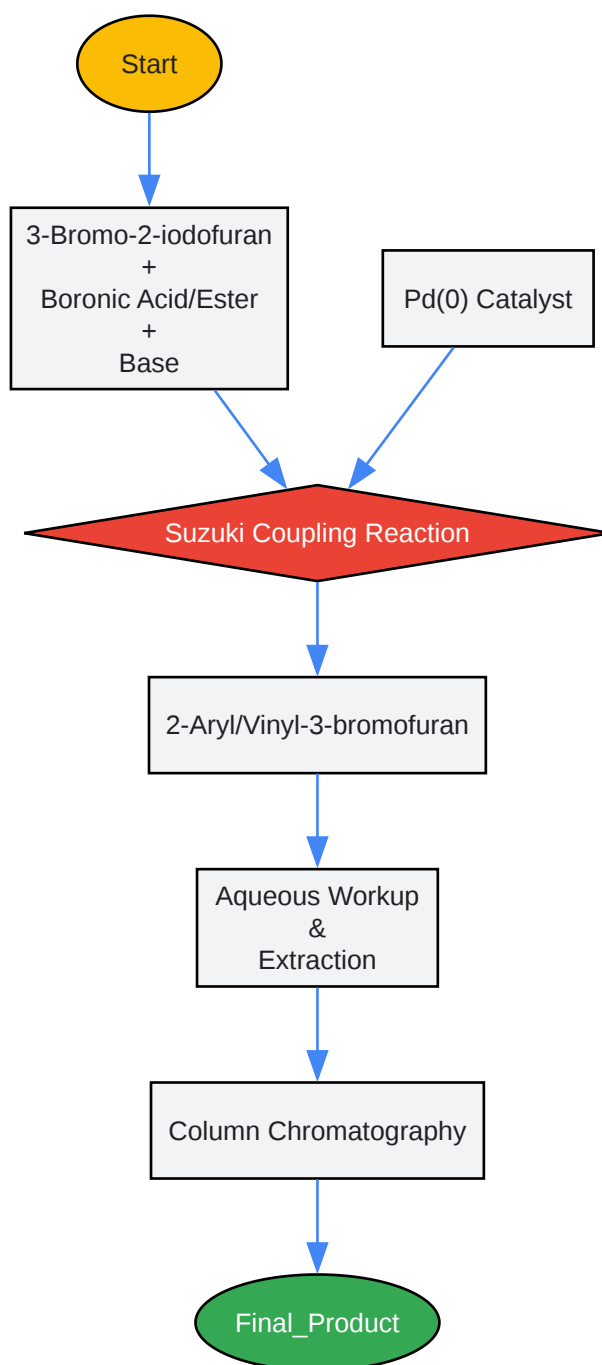 Start
3-Bromo-2-iodofuran
+
Boronic Acid/Ester
+
Base
Pd(0) Catalyst
Suzuki Coupling Reaction
2-Aryl/Vinyl-3-bromofuran
Aqueous Workup
&
Extraction
Column Chromatography
Final_Product